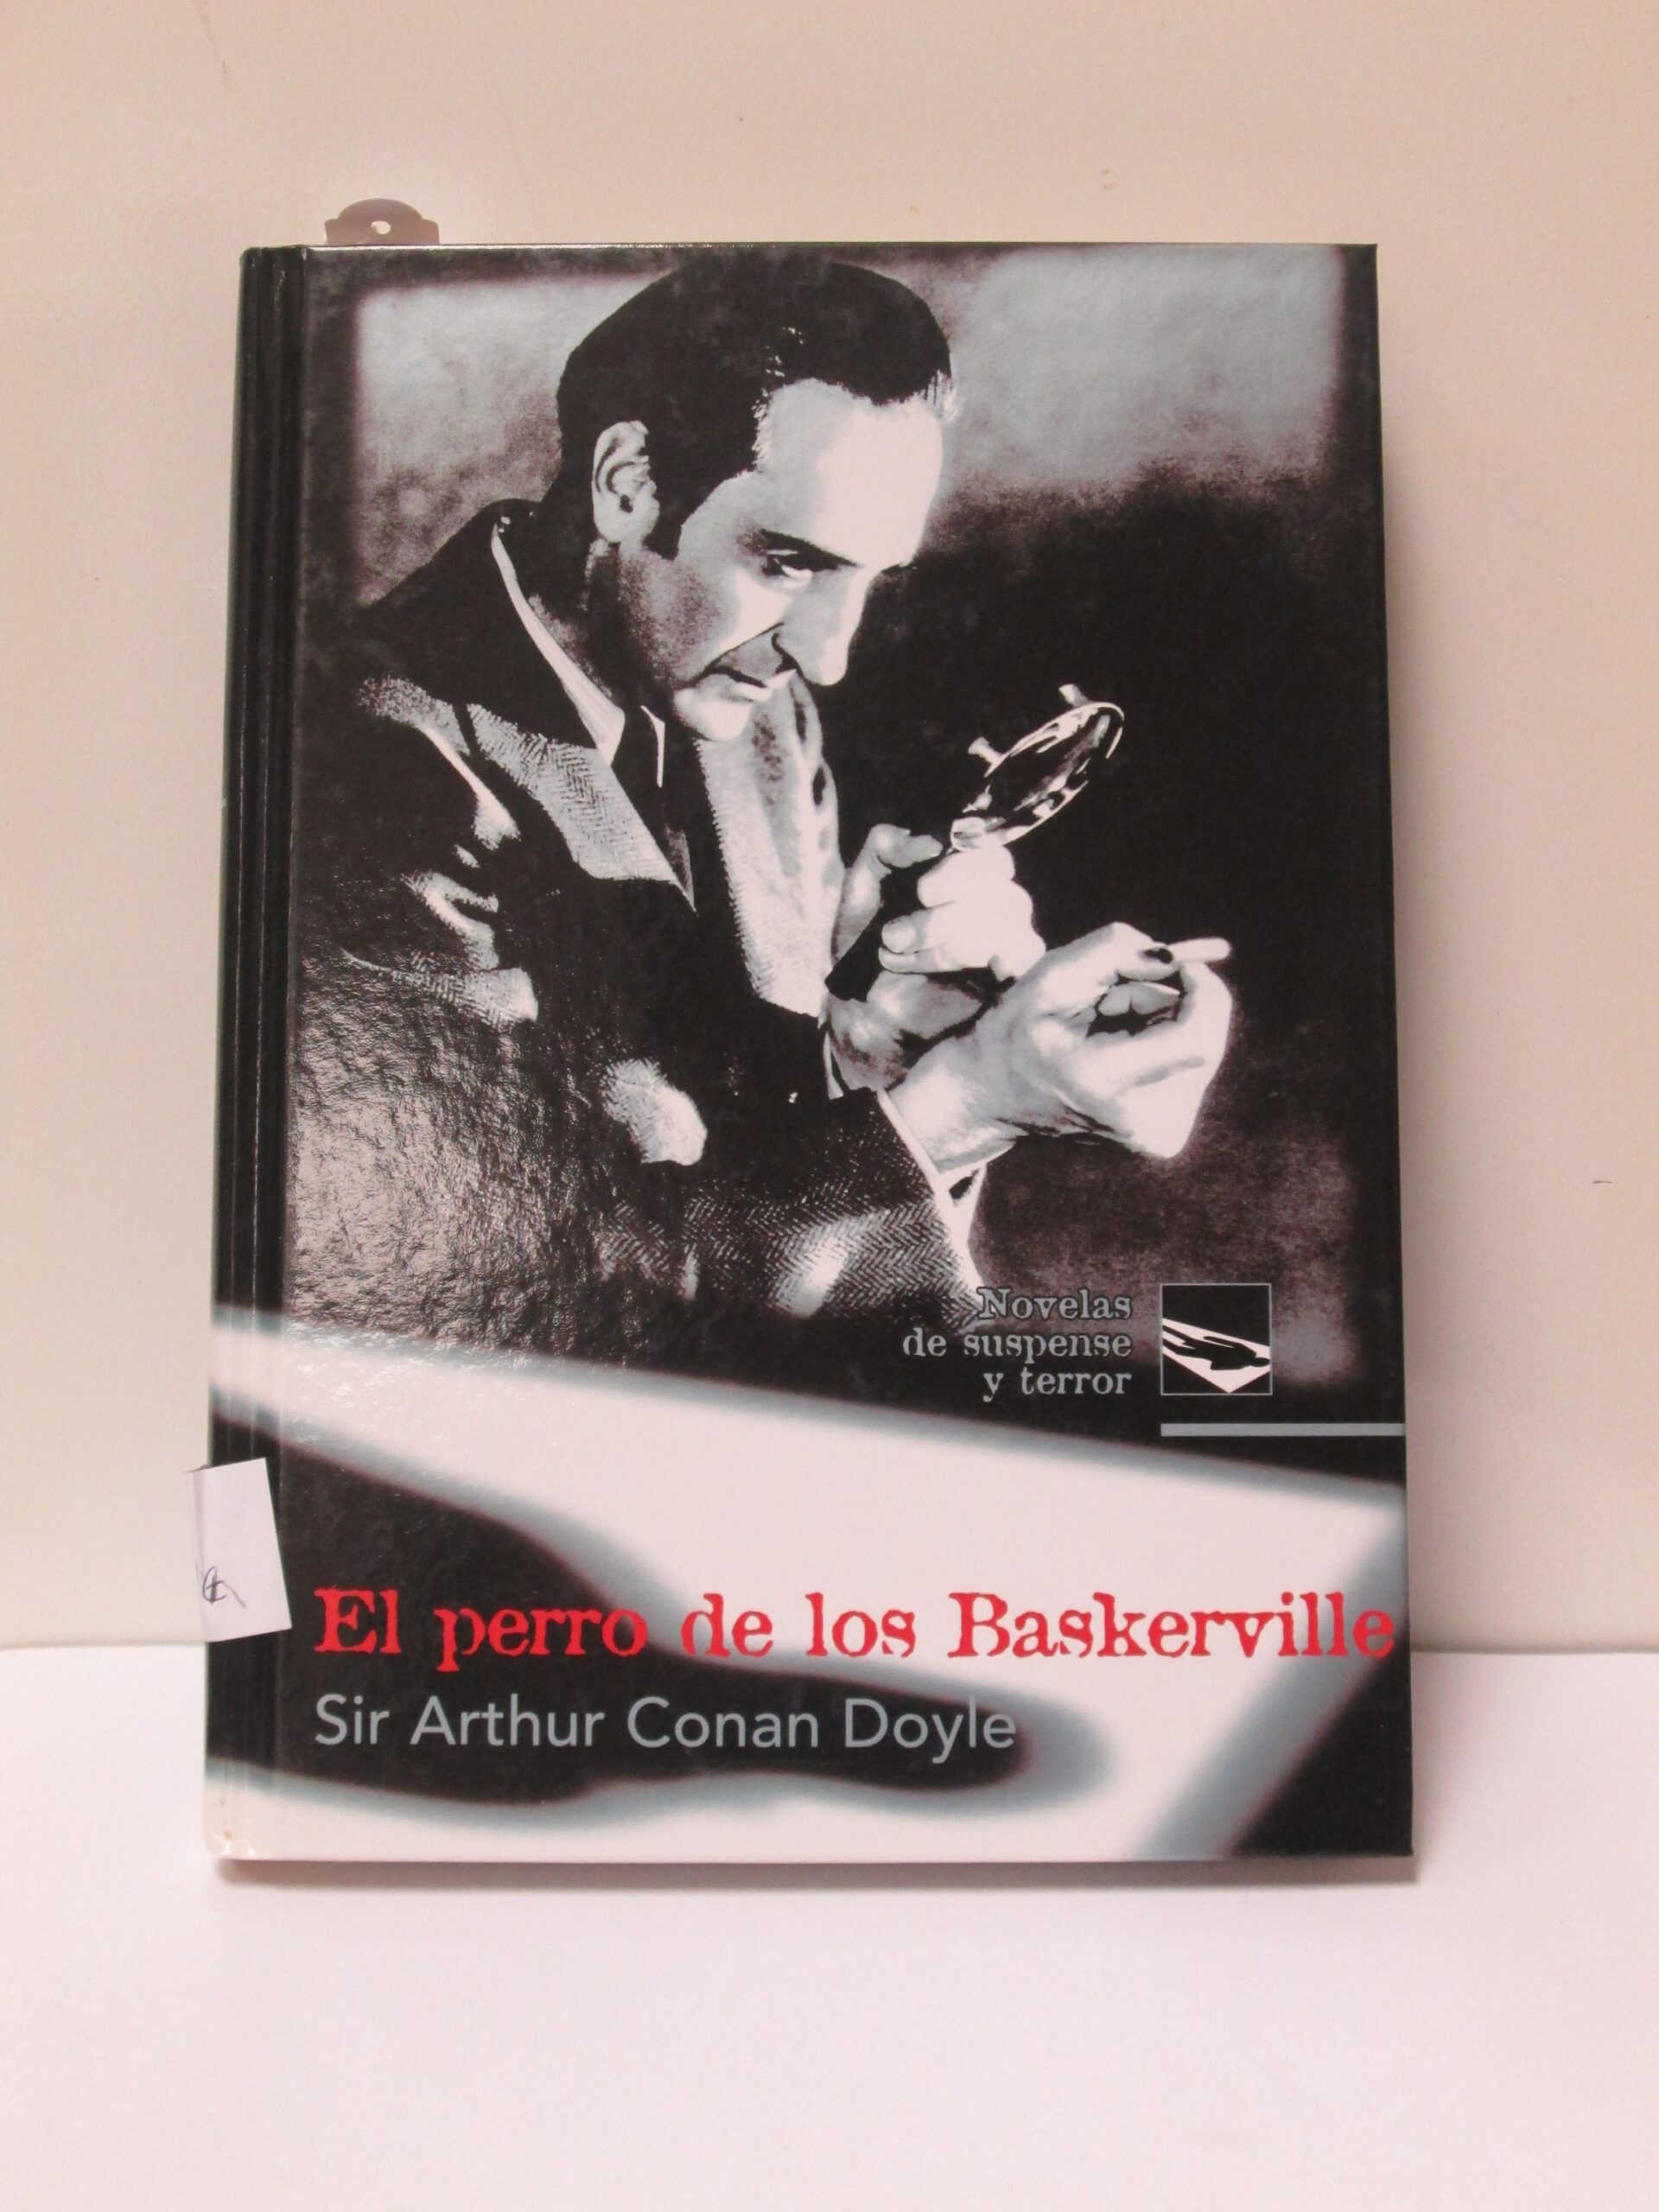 Novelas
de suspense
y terror
El perro de los Baskerville
Sir Arthur Conan Doyle